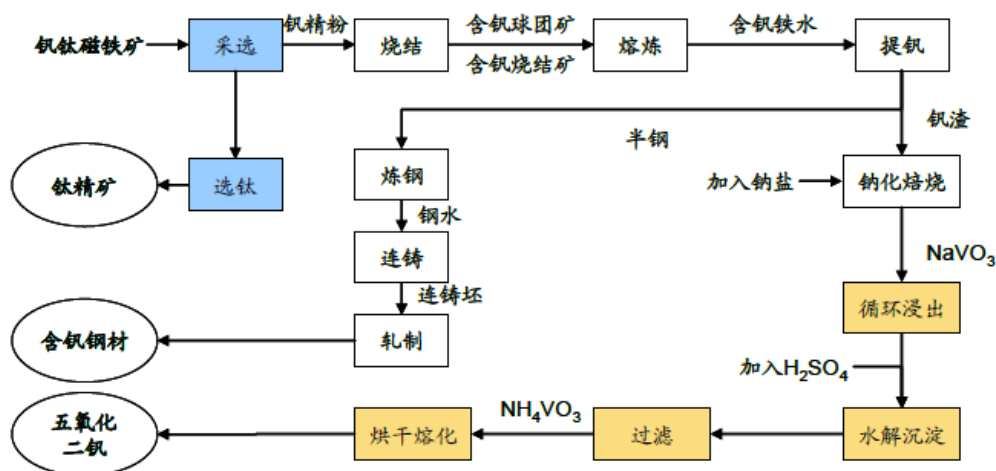 钒钛磁铁矿
采选
钒精粉
烧结
含钒球团矿
含钒烧结矿
熔炼
含钒铁水
提钒
钒渣
半钢
钛精矿
选钛
炼钢
加入钠盐
钠化焙烧
钢水
连铸
NaVO₃
连铸坯
循环浸出
含钒钢材
轧制
加入H₂SO₄
五氧化
二钒
烘干熔化
NH₄VO₃
过滤
水解沉淀